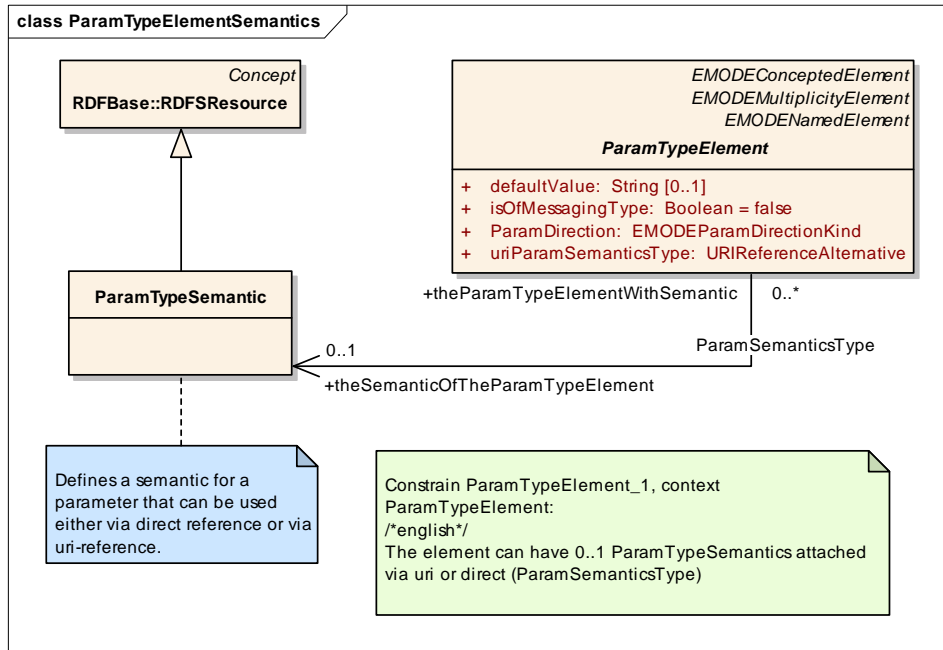 class ParamTypeElementSemantics
Concept
RDFBase::RDFSResource
EMODEConceptedElement
EMODEMultiplicityElement
EMODENamedElement
ParamTypeElement
+ defaultValue: String [0..1]
+ isOfMessagingType: Boolean = false
+ ParamDirection: EMODEParamDirectionKind
+ uriParamSemanticsType: URIReferenceAlternative
ParamTypeSemantic
+theParamTypeElementWithSemantic 0..*
ParamSemanticsType
0..1
+theSemanticOfTheParamTypeElement
Defines a semantic for a
parameter that can be used
either via direct reference or via
uri-reference.
Constrain ParamTypeElement_1, context
ParamTypeElement:
/*english*/
The element can have 0..1 ParamTypeSemantics attached
via uri or direct (ParamSemanticsType)